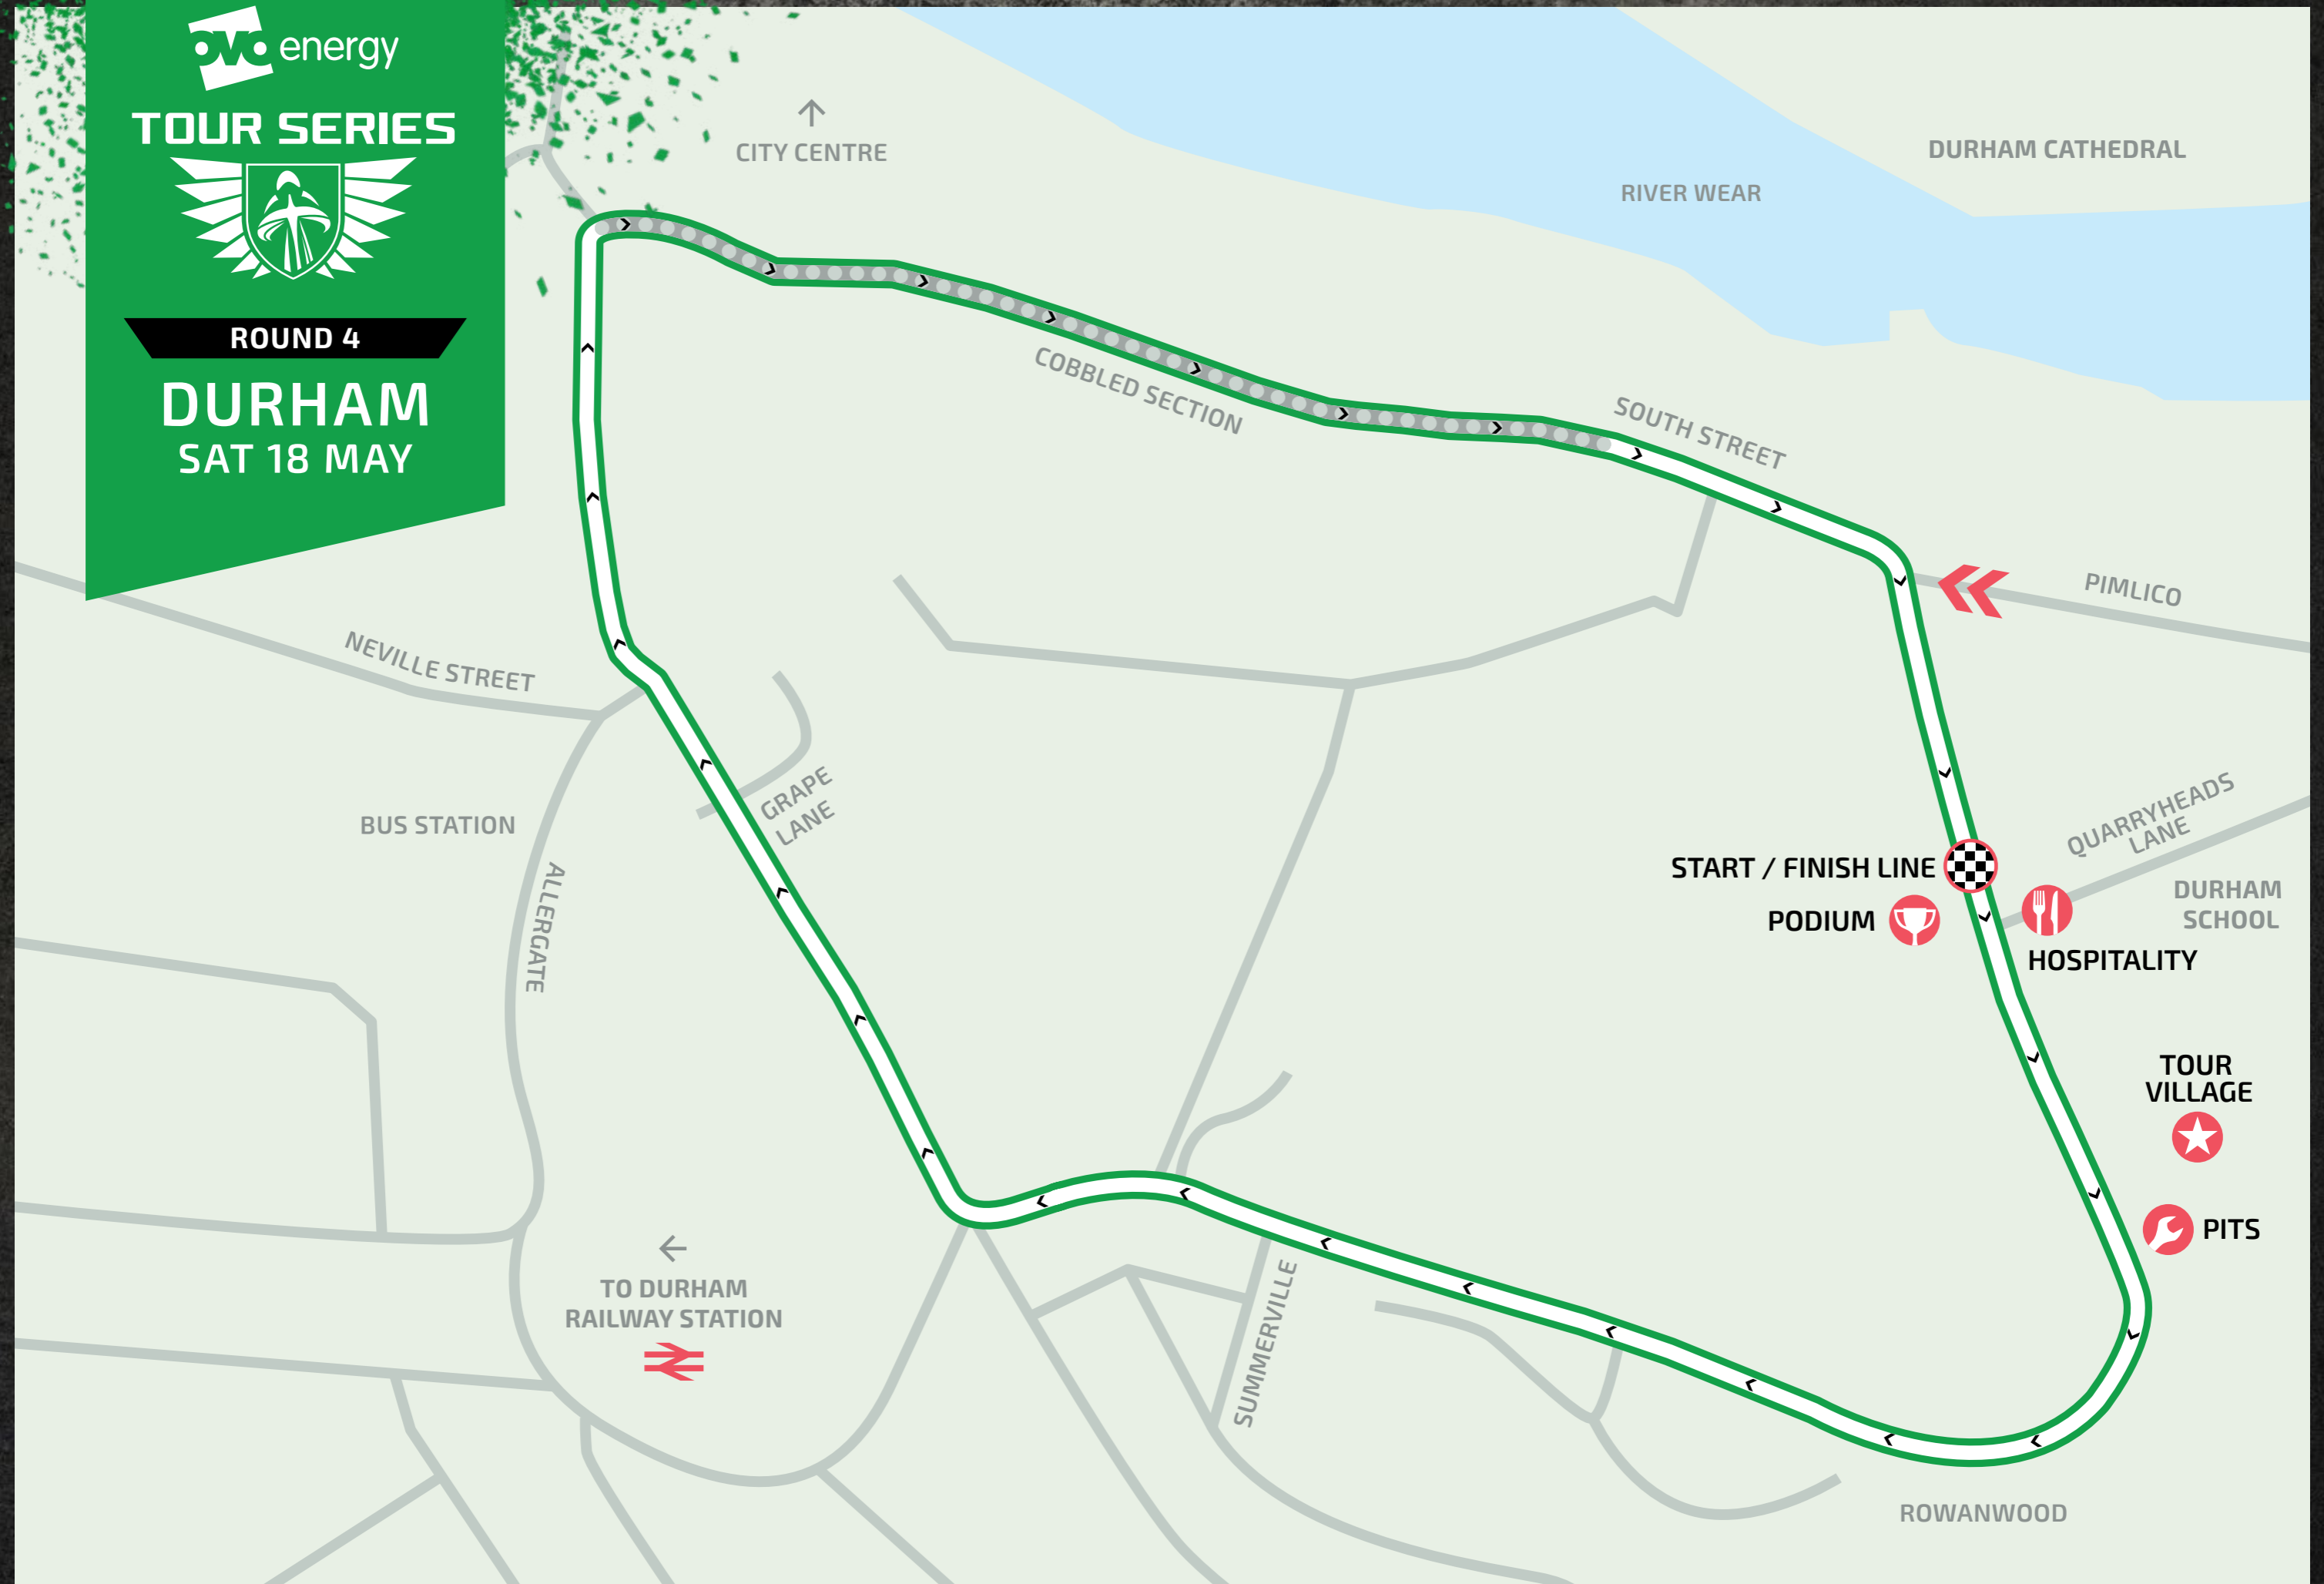 ovo energy
TOUR SERIES
ROUND 4
DURHAM
SAT 18 MAY
CITY CENTRE
RIVER WEAR
DURHAM CATHEDRAL
COBBLED SECTION
SOUTH STREET
PIMLICO
NEVILLE STREET
GRAPE
LANE
BUS STATION
ALLERGATE
START / FINISH LINE
PODIUM
QUARRYHEADS
LANE
DURHAM
SCHOOL
HOSPITALITY
TOUR
VILLAGE
PITS
TO DURHAM
RAILWAY STATION
SUMMERVILLE
ROWANWOOD